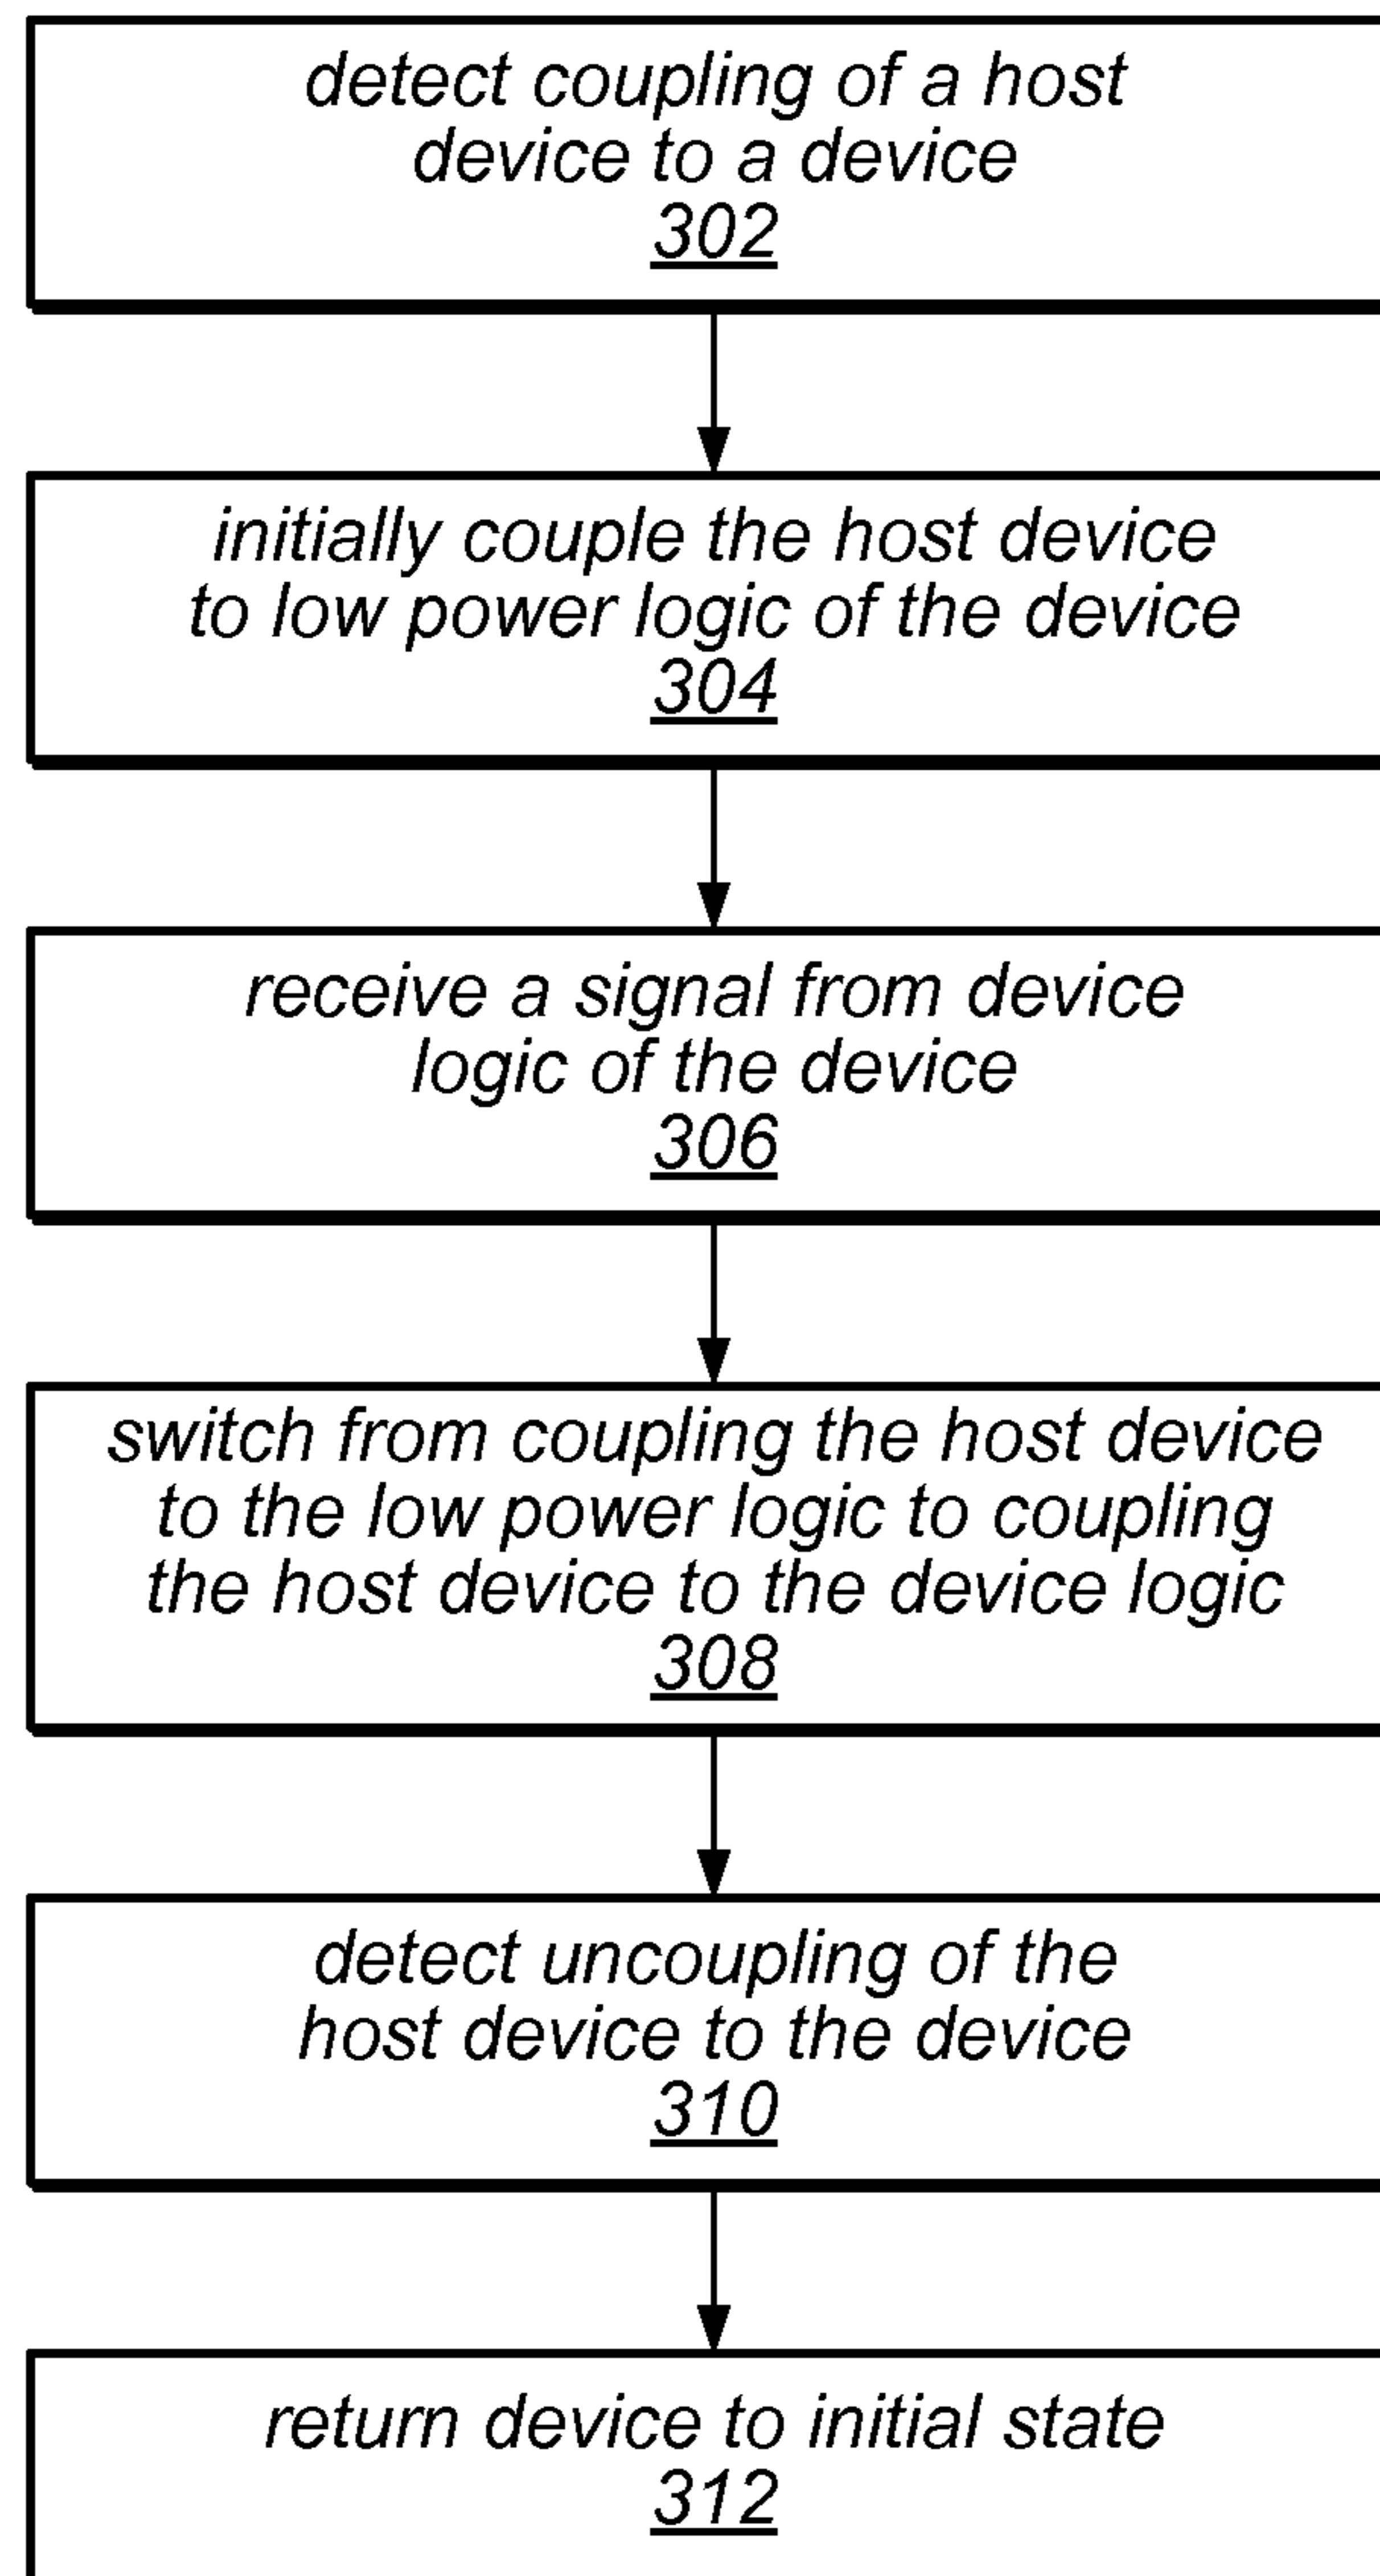 detect coupling of a host
device to a device
302
initially couple the host device
to low power logic of the device
304
receive a signal from device
logic of the device
306
switch from coupling the host device
to the low power logic to coupling
the host device to the device logic
308
detect uncoupling of the
host device to the device
310
return device to initial state
312